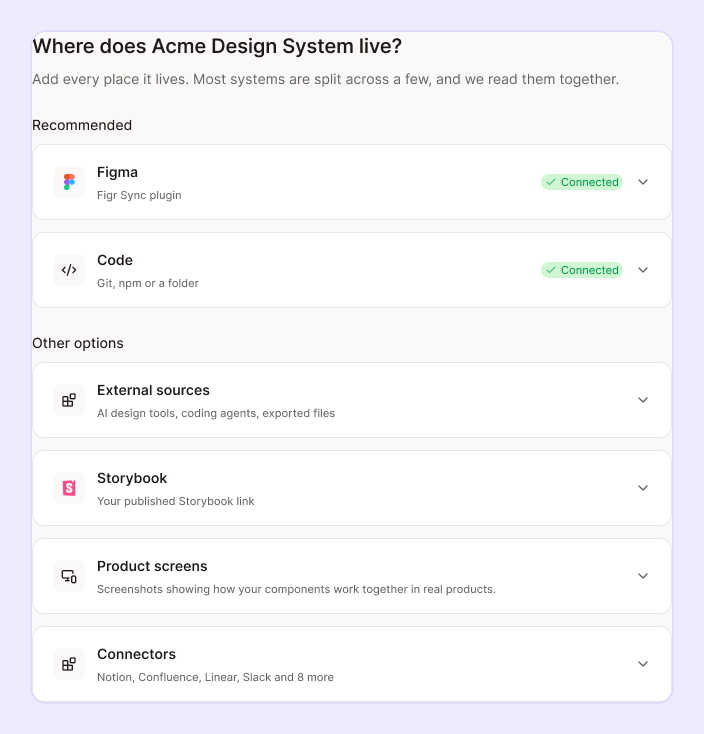 Where does Acme Design System live?
Add every place it lives. Most systems are split across a few, and we read them together.
Recommended
Figma
Figr Sync plugin
Connected
Code
Git, npm or a folder
Connected
Other options
External sources
AI design tools, coding agents, exported files
Storybook
Your published Storybook link
Product screens
Screenshots showing how your components work together in real products.
Connectors
Notion, Confluence, Linear, Slack and 8 more